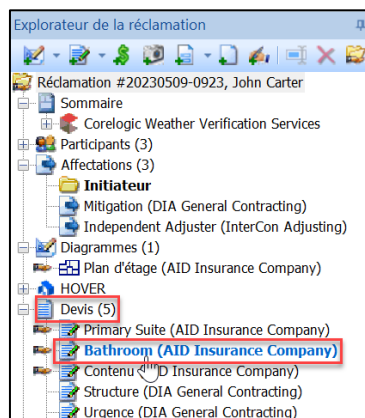 Explorateur de la réclamation
Réclamation #20230509-0923, John Carter
Sommaire
Corelogic Weather Verification Services
Participants (3)
Affectations (3)
Initiateur
Mitigation (DIA General Contracting)
Independent Adjuster (InterCon Adjusting)
Diagrammes (1)
Plan d'étage (AID Insurance Company)
HOVER
Devis (5)
Primary Suite (AID Insurance Company)
Bathroom (AID Insurance Company)
Contenu D Insurance Company)
Structure (DIA General Contracting)
Urgence (DIA General Contracting)